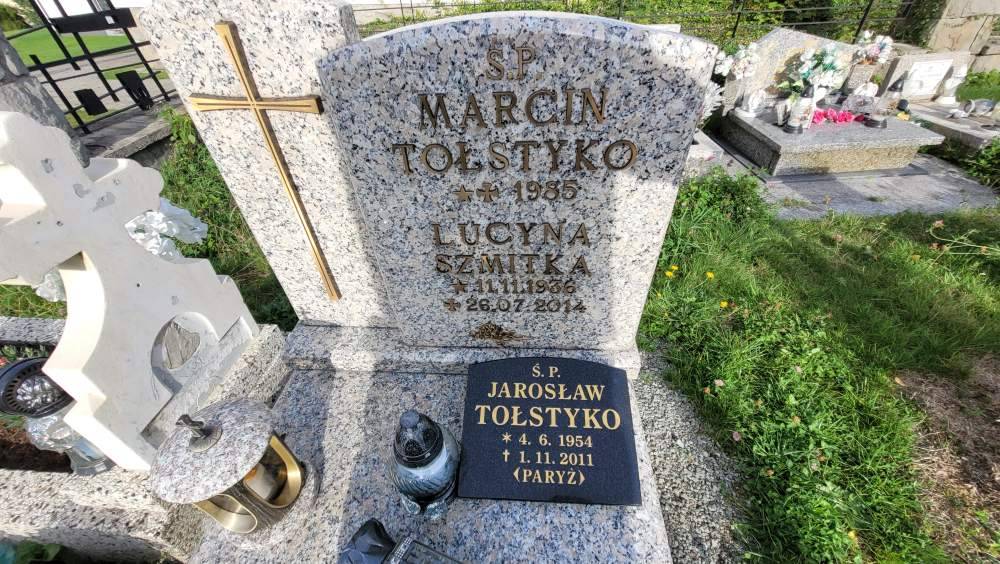 Ś.P.
MARCIN
TOŁSTYKO
★ ✝ 1985
LUCYNA
SZMITKA
★ 11.11.1936
✝ 26.07.2014
Ś. P.
JAROSŁAW
TOŁSTYKO
✶ 4. 6. 1954
† 1. 11. 2011
(PARYŻ)